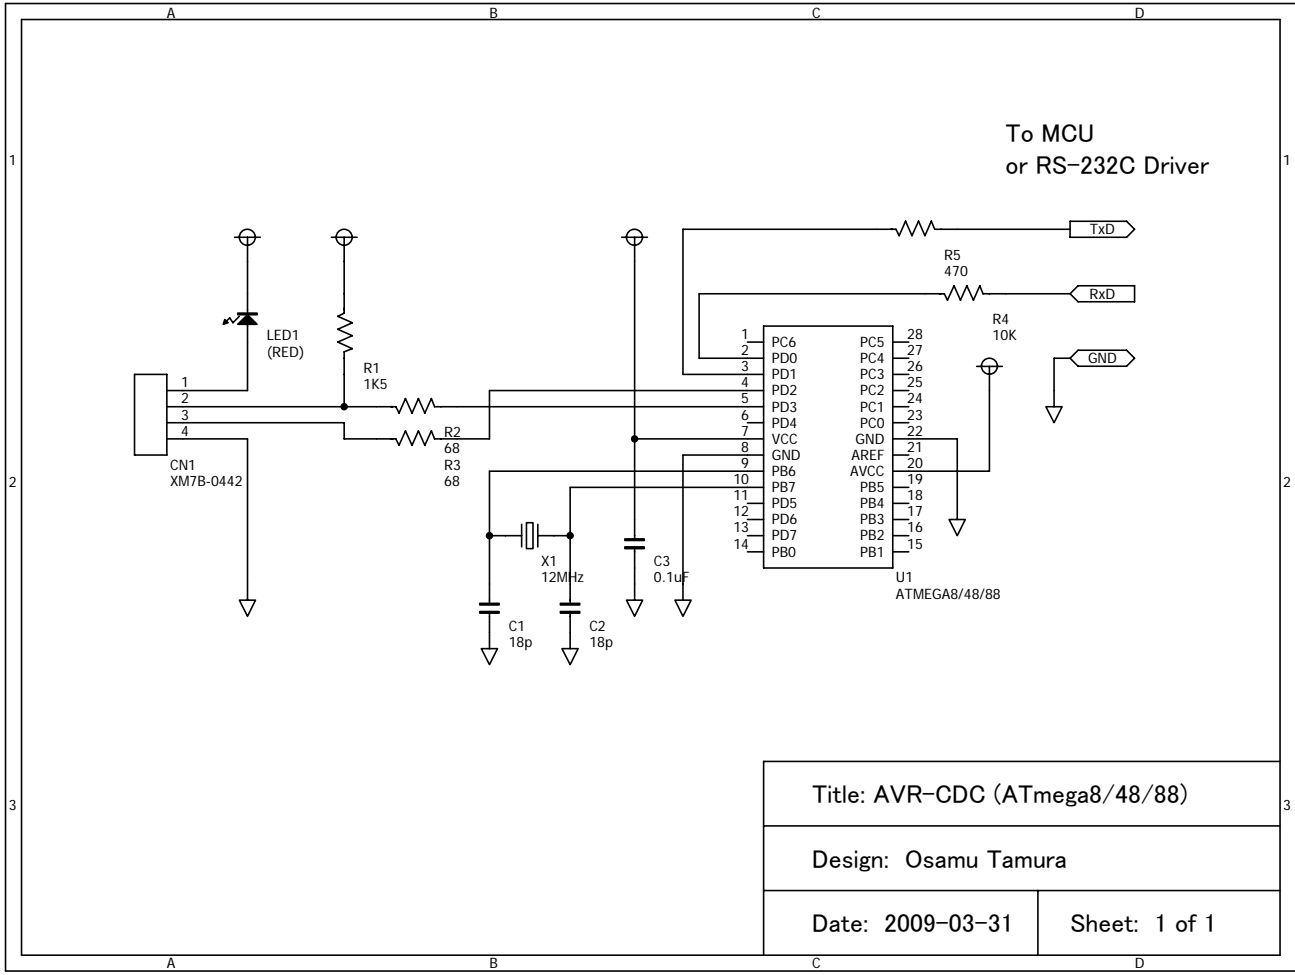 A B C D
1 1
To MCU
or RS-232C Driver
TxD
R5
470
RxD
R4
10K
GND
LED1
(RED)
R1
1K5
1
2
3
4
CN1
XM7B-0442
R2
68
R3
68
1 PC6 PC5 28
2 PD0 PC4 27
3 PD1 PC3 26
4 PD2 PC2 25
5 PD3 PC1 24
6 PD4 PC0 23
7 VCC GND 22
8 GND AREF 21
9 PB6 AVCC 20
10 PB7 PB5 19
11 PD5 PB4 18
12 PD6 PB3 17
13 PD7 PB2 16
14 PB0 PB1 15
U1
ATMEGA8/48/88
2 2
X1
12MHz
C3
0.1uF
C1
18p
C2
18p
3 3
Title: AVR-CDC (ATmega8/48/88)
Design: Osamu Tamura
Date: 2009-03-31 Sheet: 1 of 1
A B C D